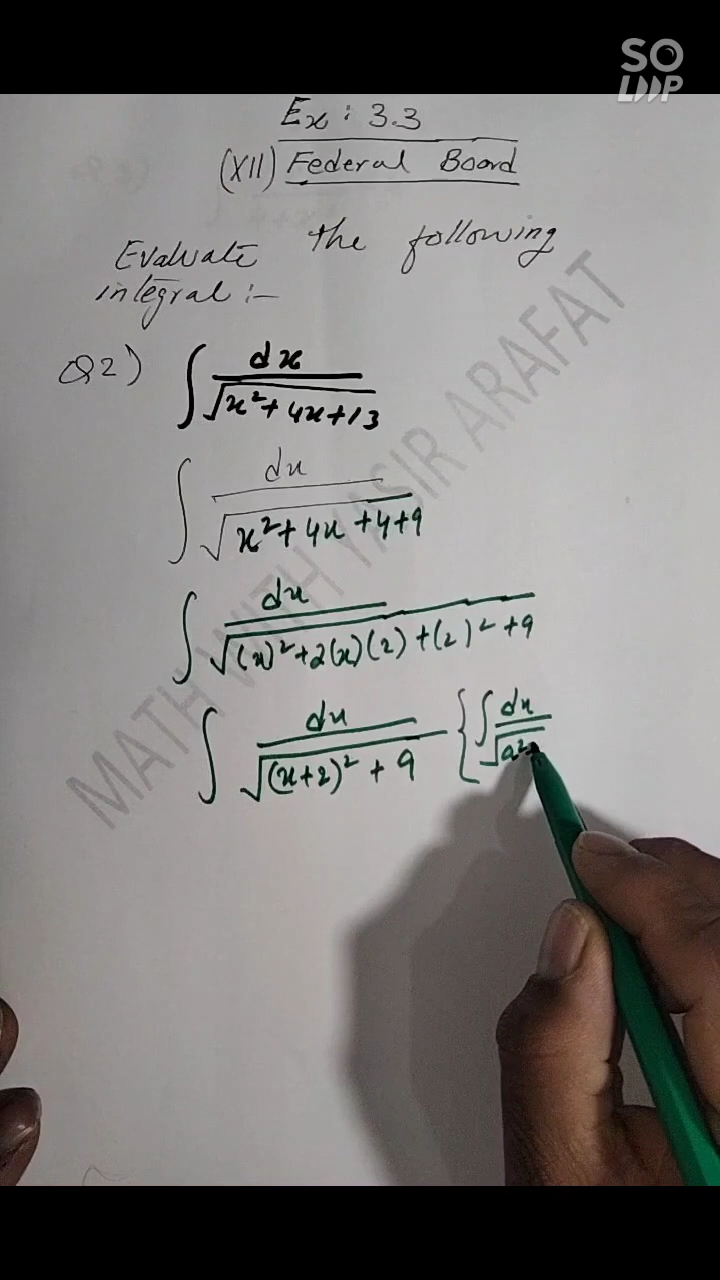 SO
LOOP
Ex : 3.3
(XII) Federal Board
Evaluate the following
integral :-
Q2) ∫ dx / √(x² + 4x + 13)
∫ dx / √(x² + 4x + 4 + 9)
∫ dx / √((x)² + 2(x)(2) + (2)² + 9)
∫ dx / √((x+2)² + 9) { ∫ dx / √(a² +
MATH WITH YASIR ARAFAT